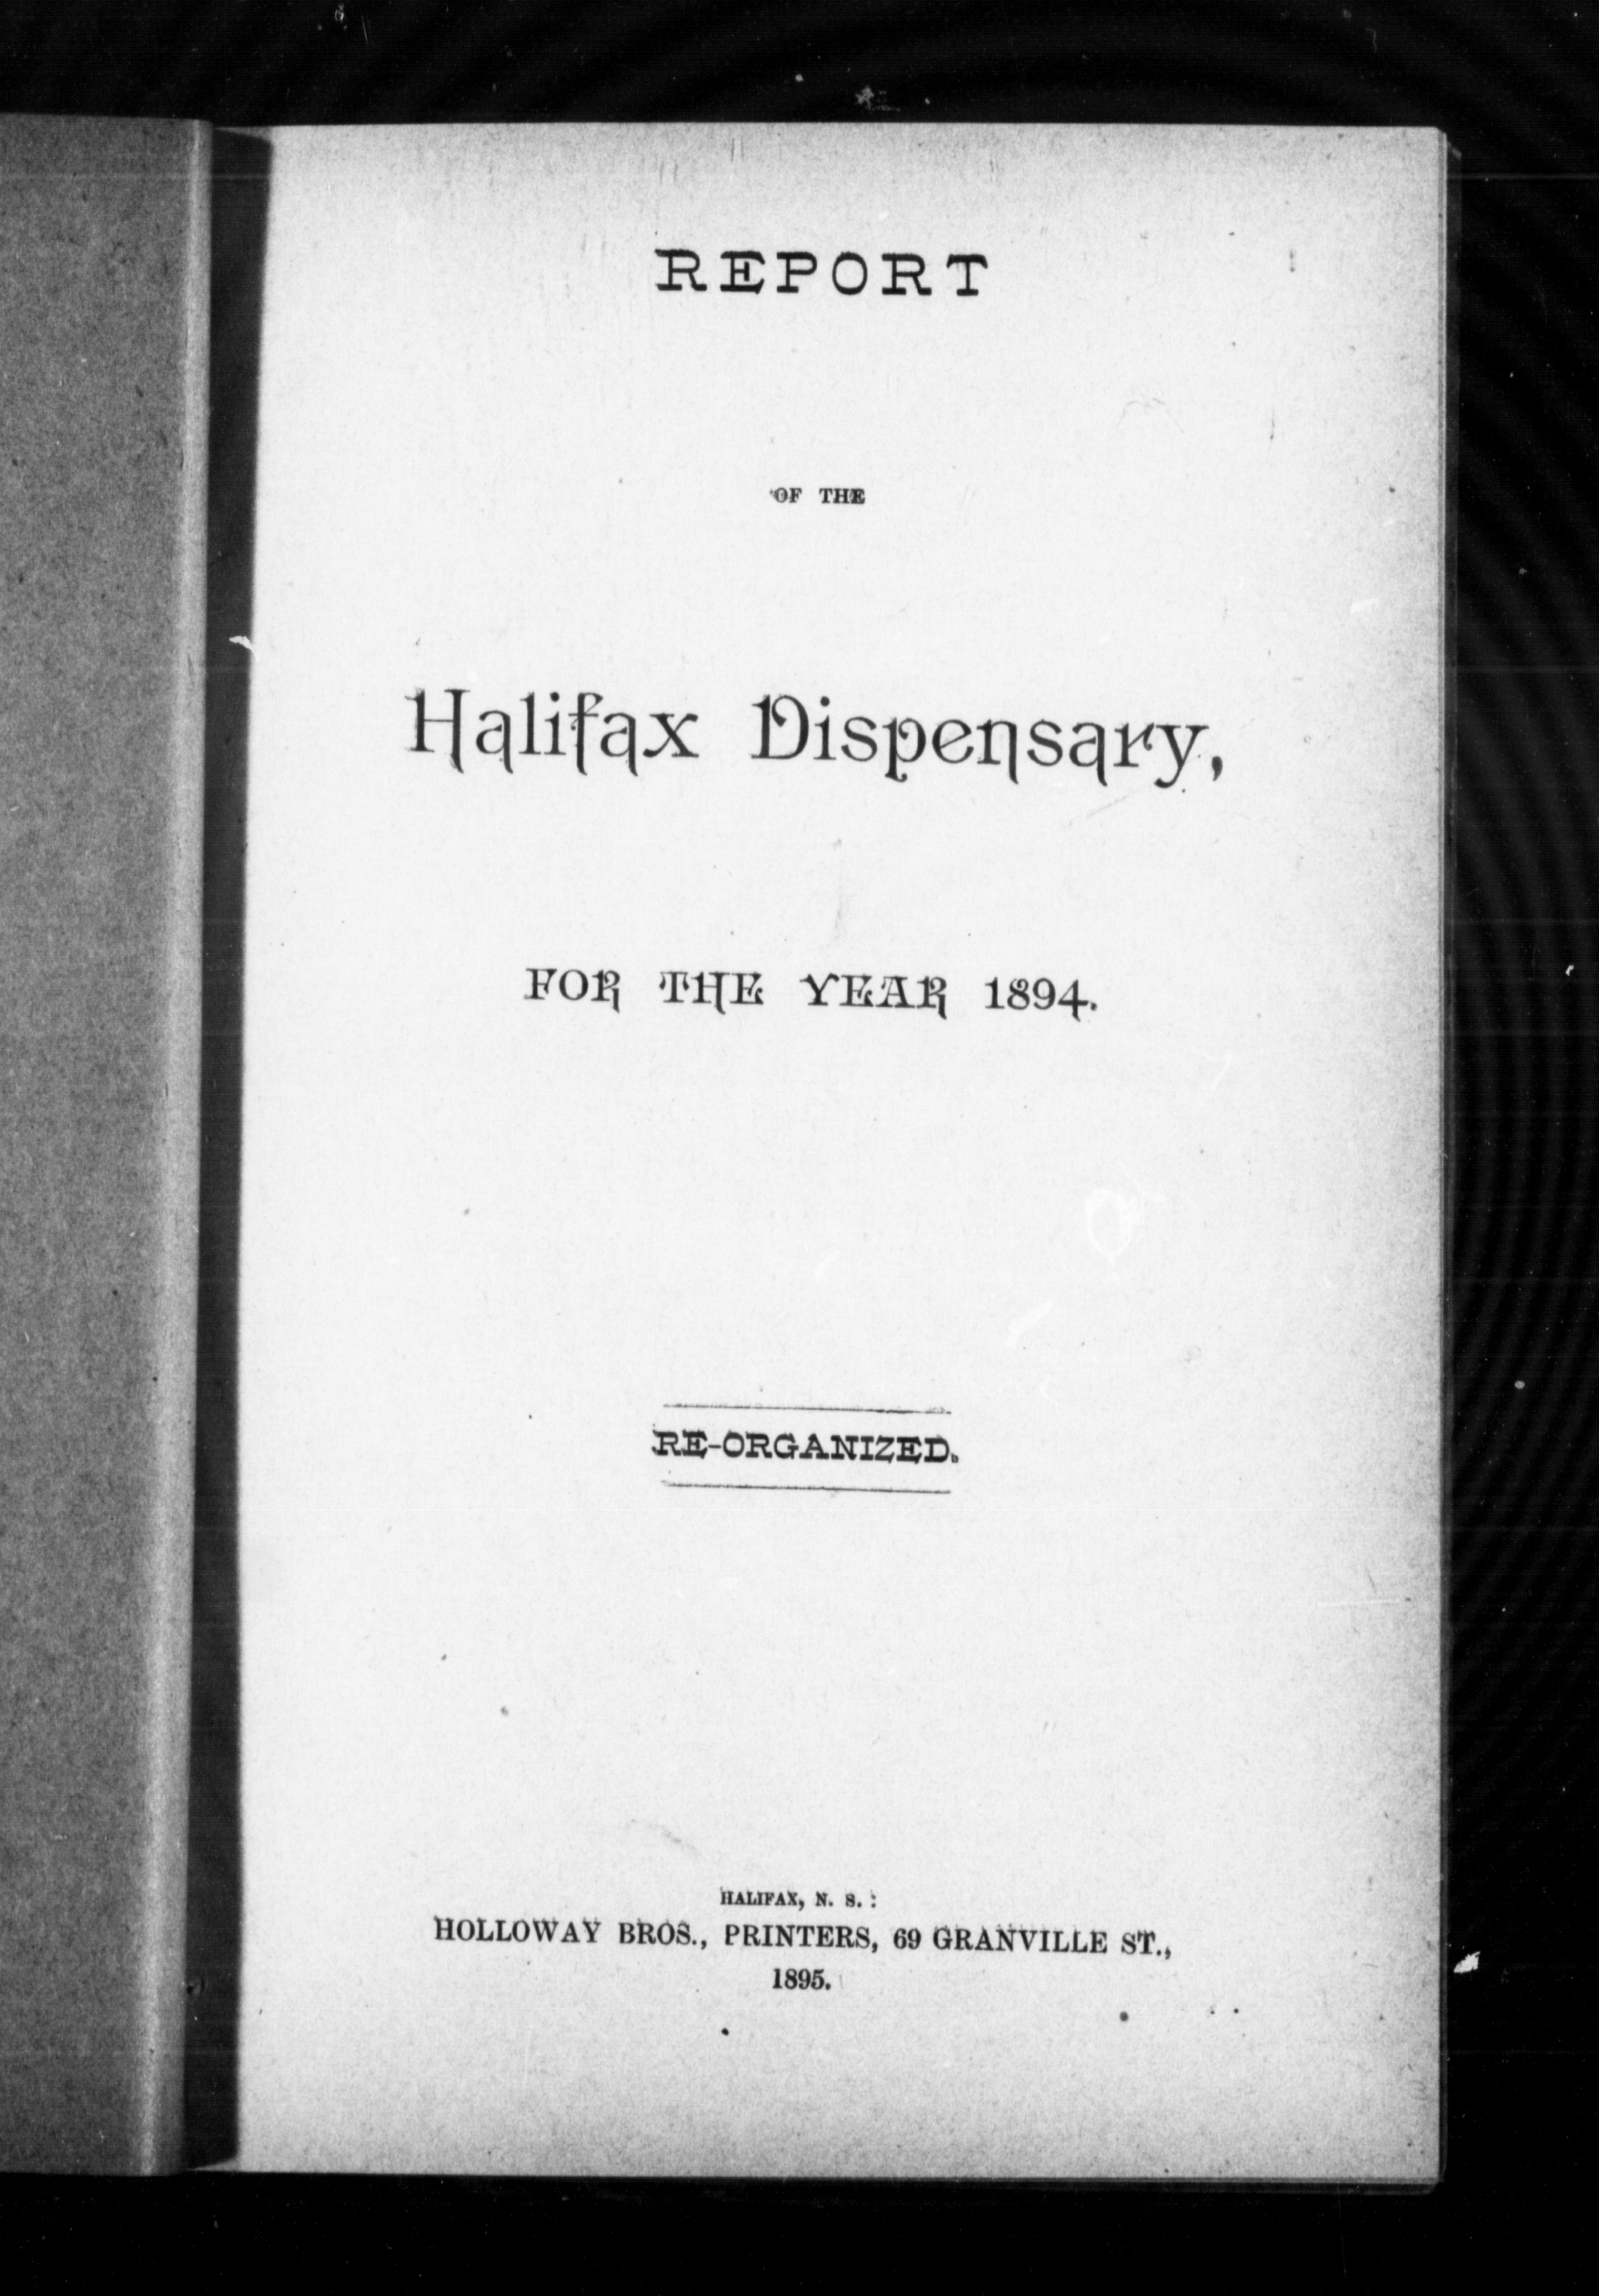 REPORT
OF THE
Halifax Dispensary,
FOR THE YEAR 1894.
RE-ORGANIZED.
HALIFAX, N. S.:
HOLLOWAY BROS., PRINTERS, 69 GRANVILLE ST.,
1895.